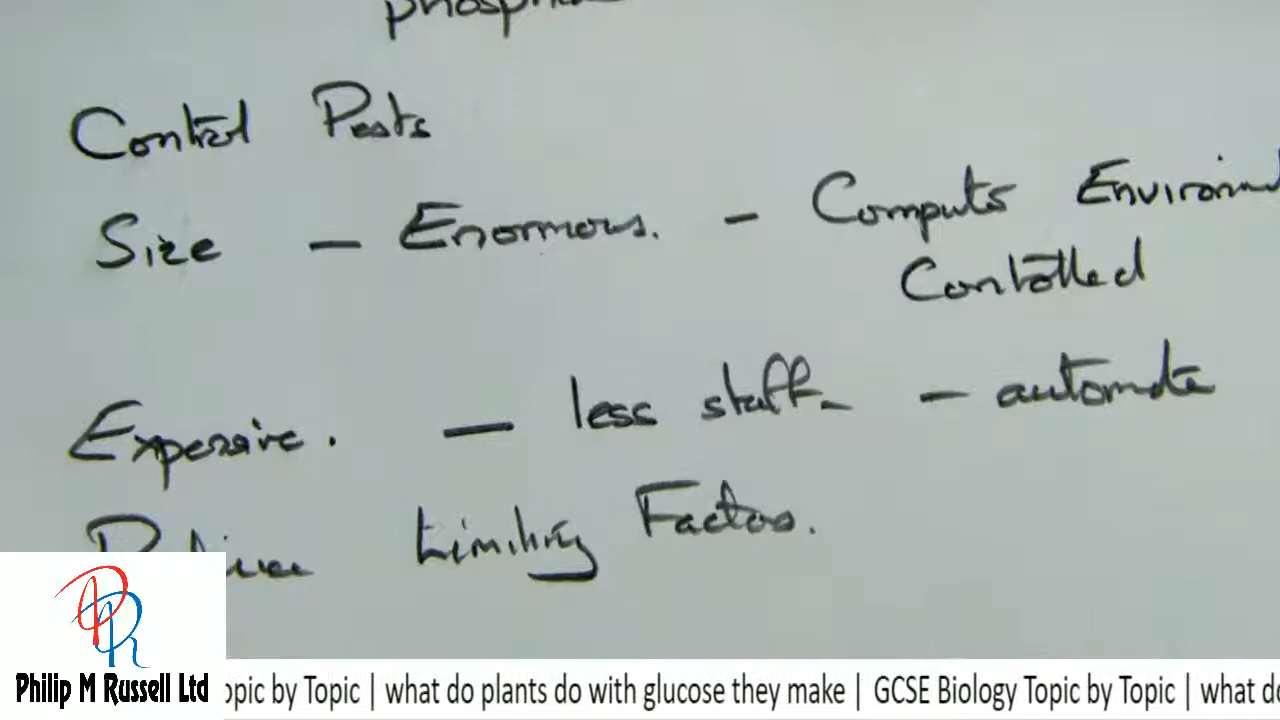 Control Pests
Size - Enormous. - Computer Environ
Controlled
Expensive. - less staff - automate
Limiting Factors.
Philip M Russell Ltd
opic by Topic | what do plants do with glucose they make | GCSE Biology Topic by Topic | what do